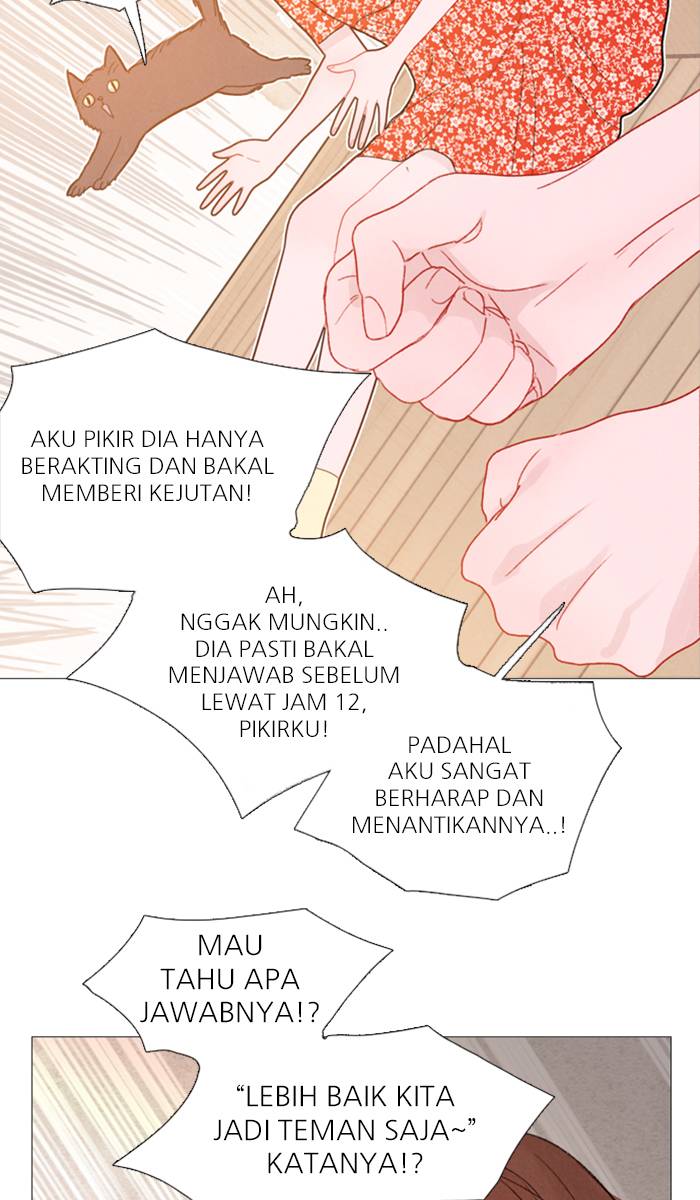 AKU PIKIR DIA HANYA
BERAKTING DAN BAKAL
MEMBERI KEJUTAN!
AH,
NGGAK MUNGKIN..
DIA PASTI BAKAL
MENJAWAB SEBELUM
LEWAT JAM 12,
PIKIRKU!
PADAHAL
AKU SANGAT
BERHARAP DAN
MENANTIKANNYA..!
MAU
TAHU APA
JAWABNYA!?
“LEBIH BAIK KITA
JADI TEMAN SAJA~”
KATANYA!?